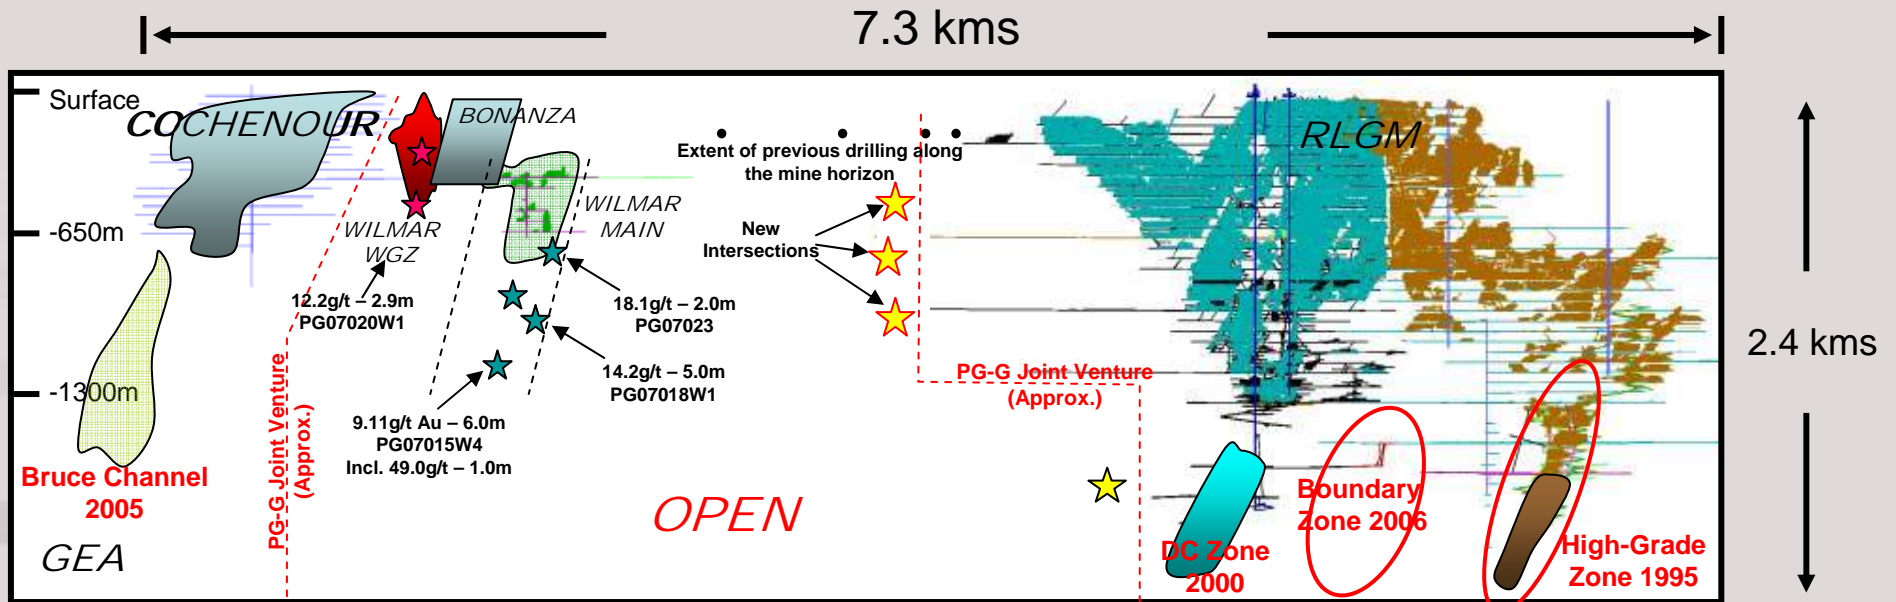 7.3 kms
Surface
COCHENOUR
BONANZA
RLGM
Extent of previous drilling along
the mine horizon
WILMAR
MAIN
WILMAR
WGZ
-650m
New
Intersections
12.2g/t – 2.9m
PG07020W1
18.1g/t – 2.0m
PG07023
2.4 kms
14.2g/t – 5.0m
PG07018W1
PG-G Joint Venture
(Approx.)
-1300m
9.11g/t Au – 6.0m
PG07015W4
Incl. 49.0g/t – 1.0m
PG-G Joint Venture
(Approx.)
Bruce Channel
2005
OPEN
Boundary
Zone 2006
DC Zone
2000
High-Grade
Zone 1995
GEA